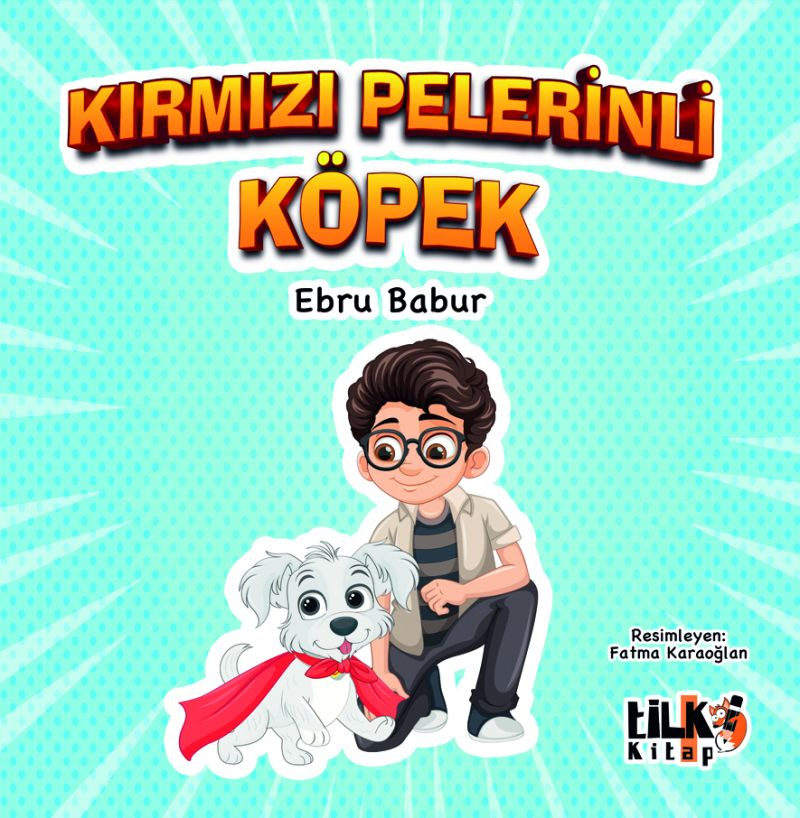 KIRMIZI PELERİNLİ
KÖPEK
Ebru Babur
Resimleyen:
Fatma Karaoğlan
tiLKi
Kitap